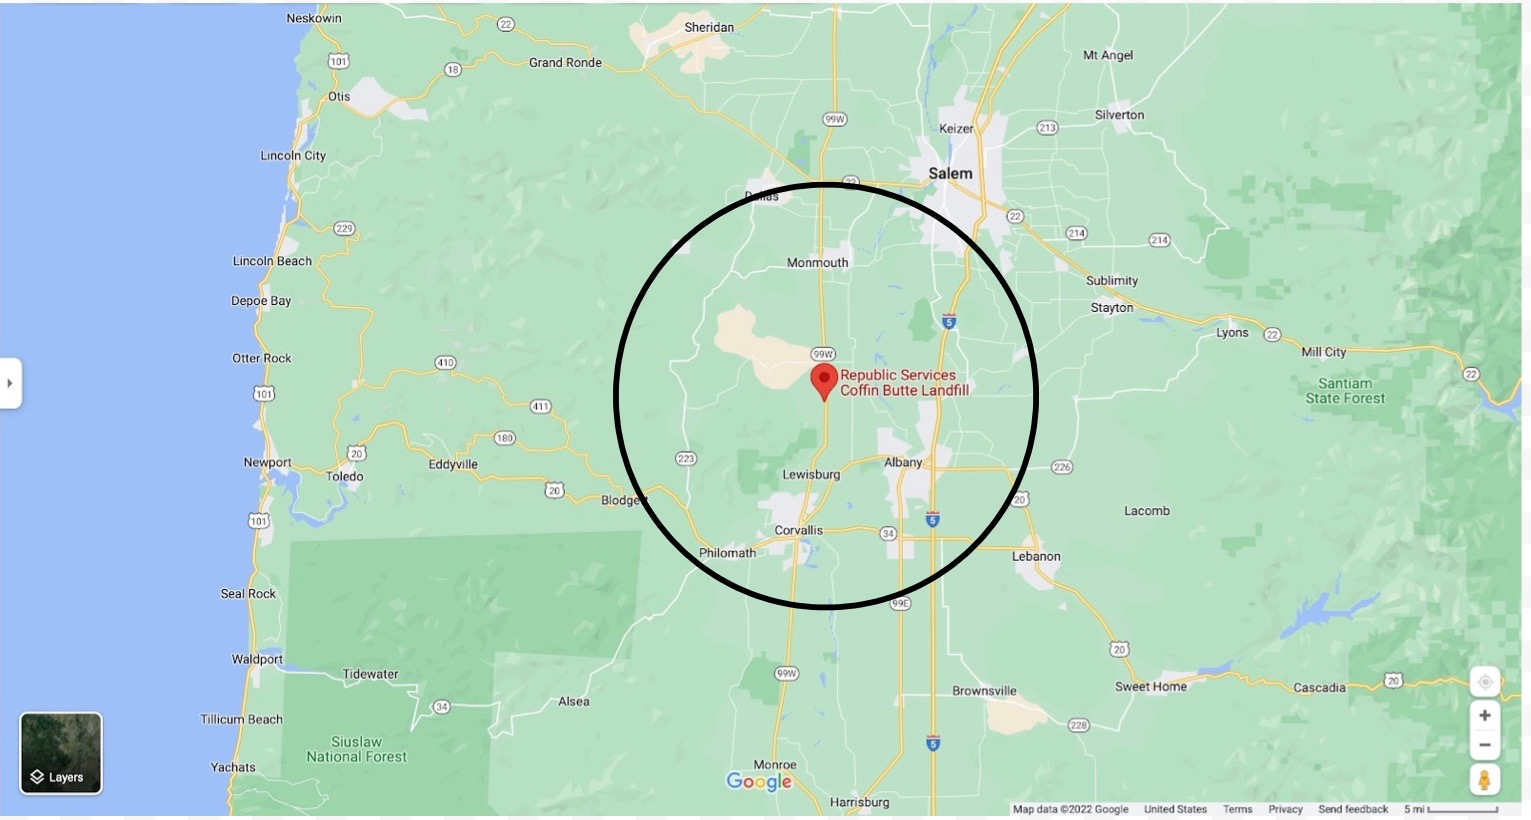 Neskowin
22
Sheridan
101
18
Grand Ronde
Mt Angel
Otis
99W
Keizer
213
Silverton
Lincoln City
Salem
22
Dallas
229
22
214
214
Lincoln Beach
Monmouth
Sublimity
Depoe Bay
Stayton
5
Lyons
22
Otter Rock
410
99W
Mill City
Republic Services
Coffin Butte Landfill
22
Santiam
State Forest
101
411
180
20
223
Newport
Toledo
Eddyville
Lewisburg
Albany
226
20
Blodgett
20
Lacomb
101
5
Corvallis
34
Philomath
Lebanon
Seal Rock
99E
20
Waldport
Tidewater
99W
Sweet Home
Cascadia
20
Brownsville
34
Alsea
Tillicum Beach
228
Siuslaw
National Forest
5
Yachats
Monroe
Layers
Google
Harrisburg
Map data ©2022 Google United States Terms Privacy Send feedback 5 mi